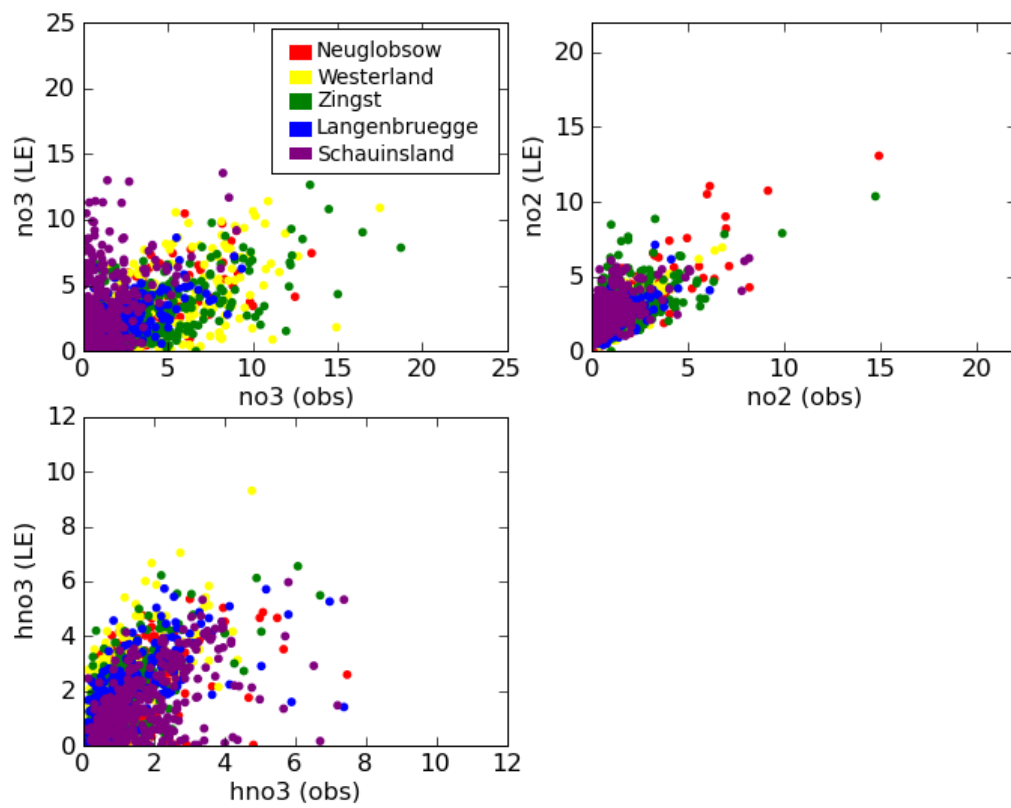 25
20
15
10
5
0
no3 (LE)
Neuglobsow
Westerland
Zingst
Langenbruegge
Schauinsland
0 5 10 15 20 25
no3 (obs)
20
15
10
5
0
no2 (LE)
0 5 10 15 20
no2 (obs)
12
10
8
6
4
2
0
hno3 (LE)
0 2 4 6 8 10 12
hno3 (obs)